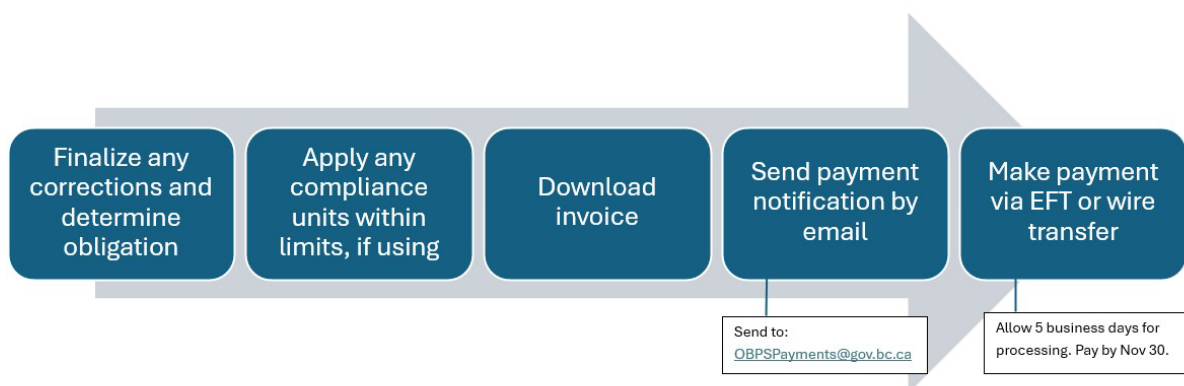 Finalize any
corrections and
determine
obligation
Apply any
compliance
units within
limits, if using
Download
invoice
Send payment
notification by
email
Make payment
via EFT or wire
transfer
Send to:
OBPSPayments@gov.bc.ca
Allow 5 business days for
processing. Pay by Nov 30.